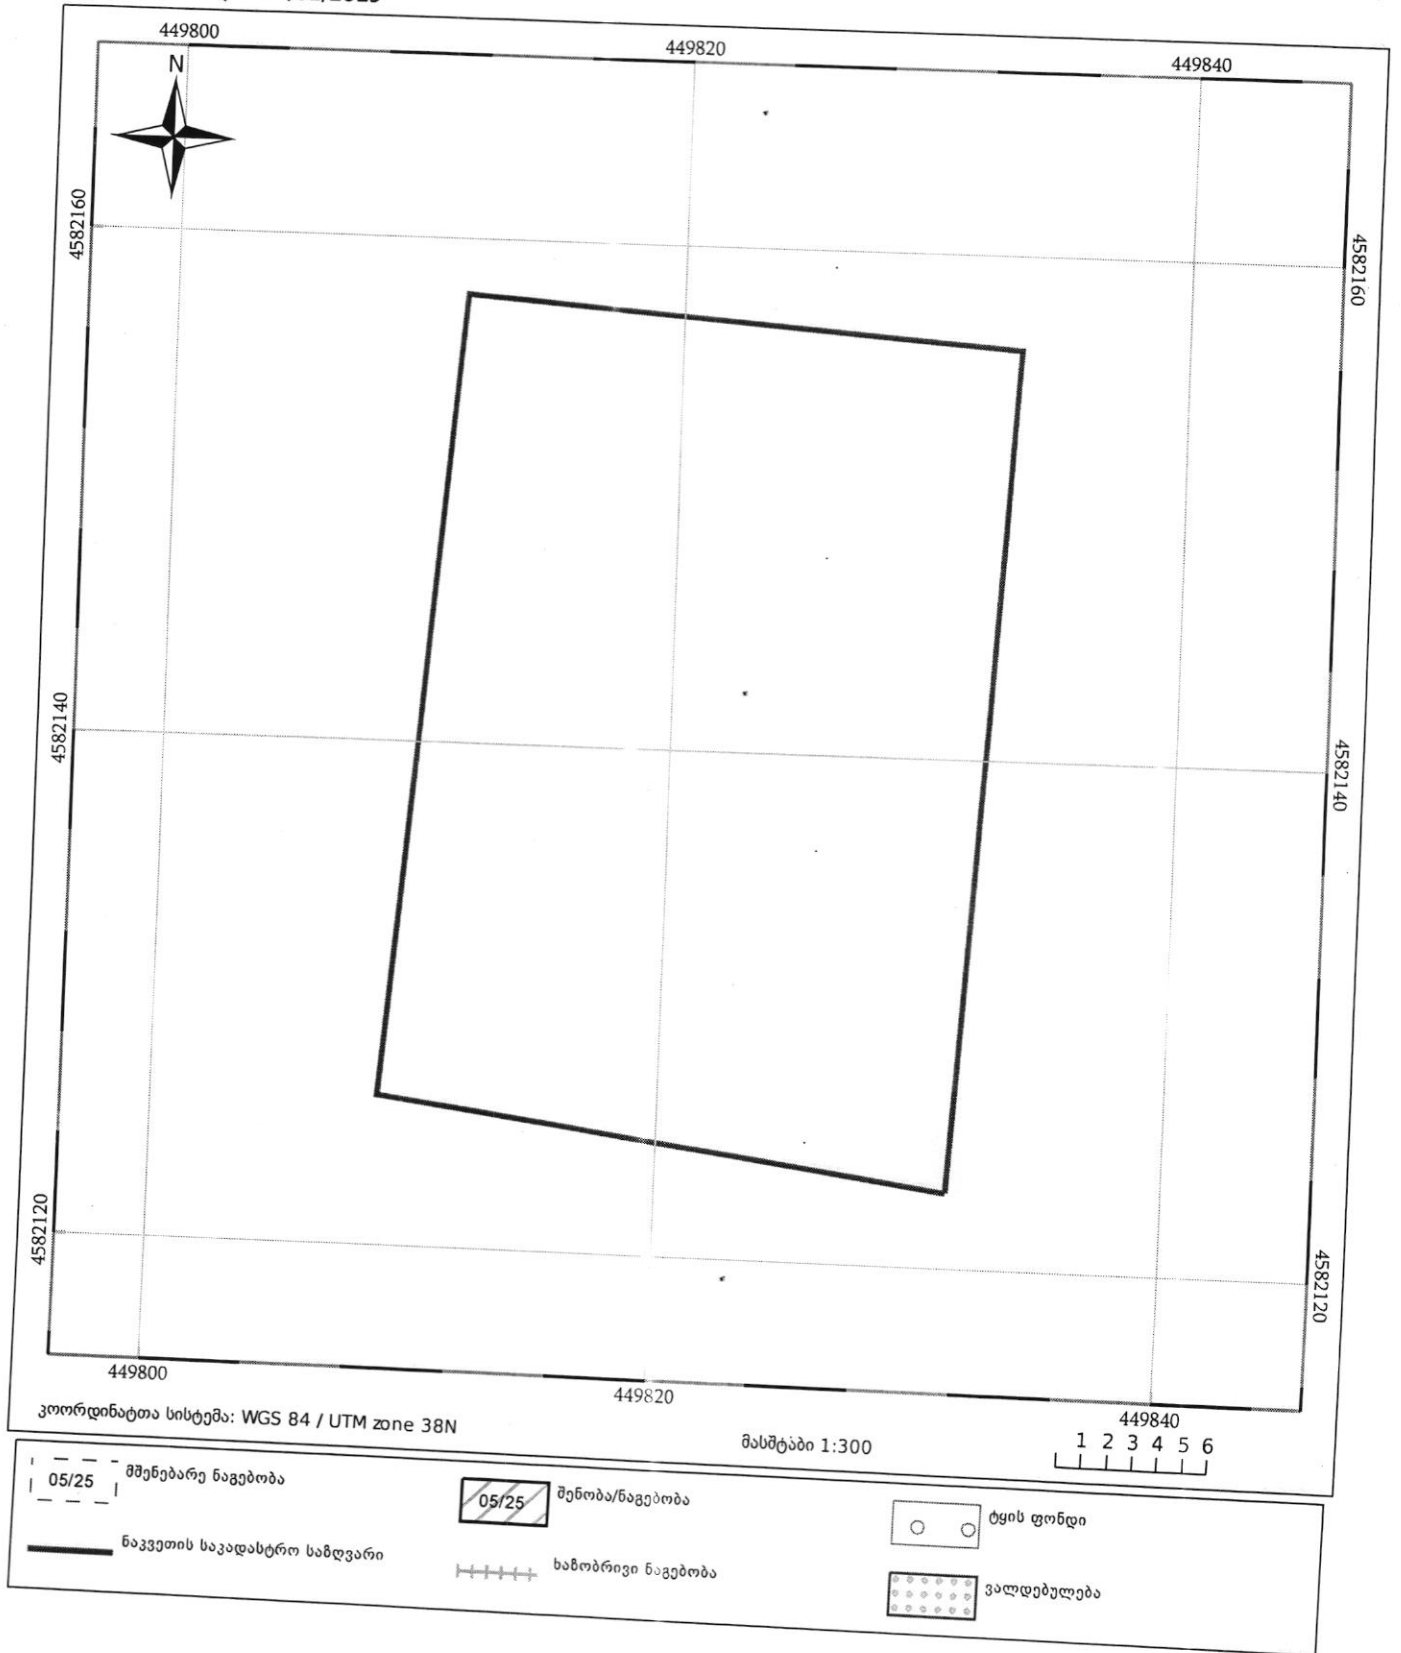 449800
449820
449840
N
4582160
4582160
4582140
4582140
4582120
4582120
449800
449820
449840
კოორდინატთა სისტემა: WGS 84 / UTM zone 38N
მასშტაბი 1:300
1 2 3 4 5 6
05/25 მშენებარე ნაგებობა
05/25 შენობა/ნაგებობა
ტყის ფონდი
ნაკვეთის საკადასტრო საზღვარი
ხაზობრივი ნაგებობა
ვალდებულება